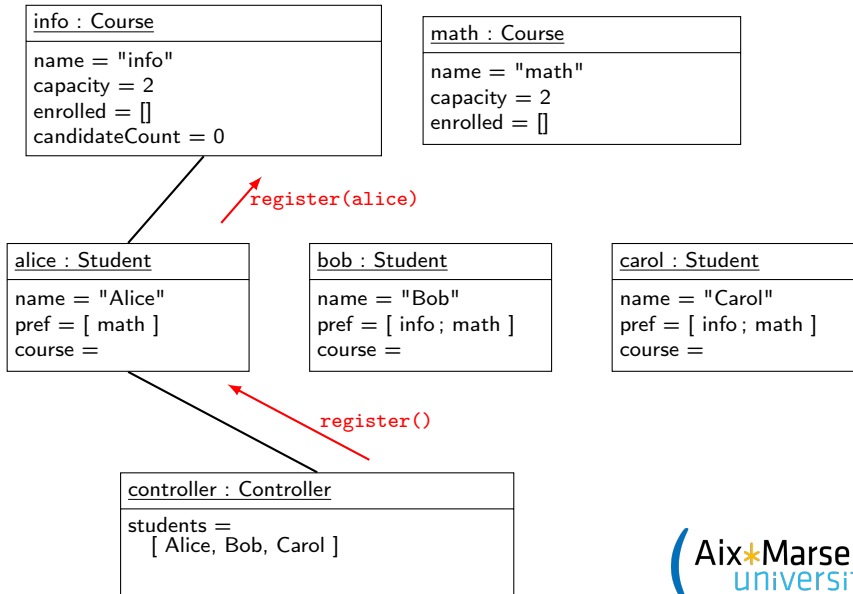 info : Course
name = "info"
capacity = 2
enrolled = []
candidateCount = 0
math : Course
name = "math"
capacity = 2
enrolled = []
register(alice)
alice : Student
name = "Alice"
pref = [ math ]
course =
bob : Student
name = "Bob"
pref = [ info ; math ]
course =
carol : Student
name = "Carol"
pref = [ info ; math ]
course =
register()
controller : Controller
students =
[ Alice, Bob, Carol ]
Aix*Marse
universit